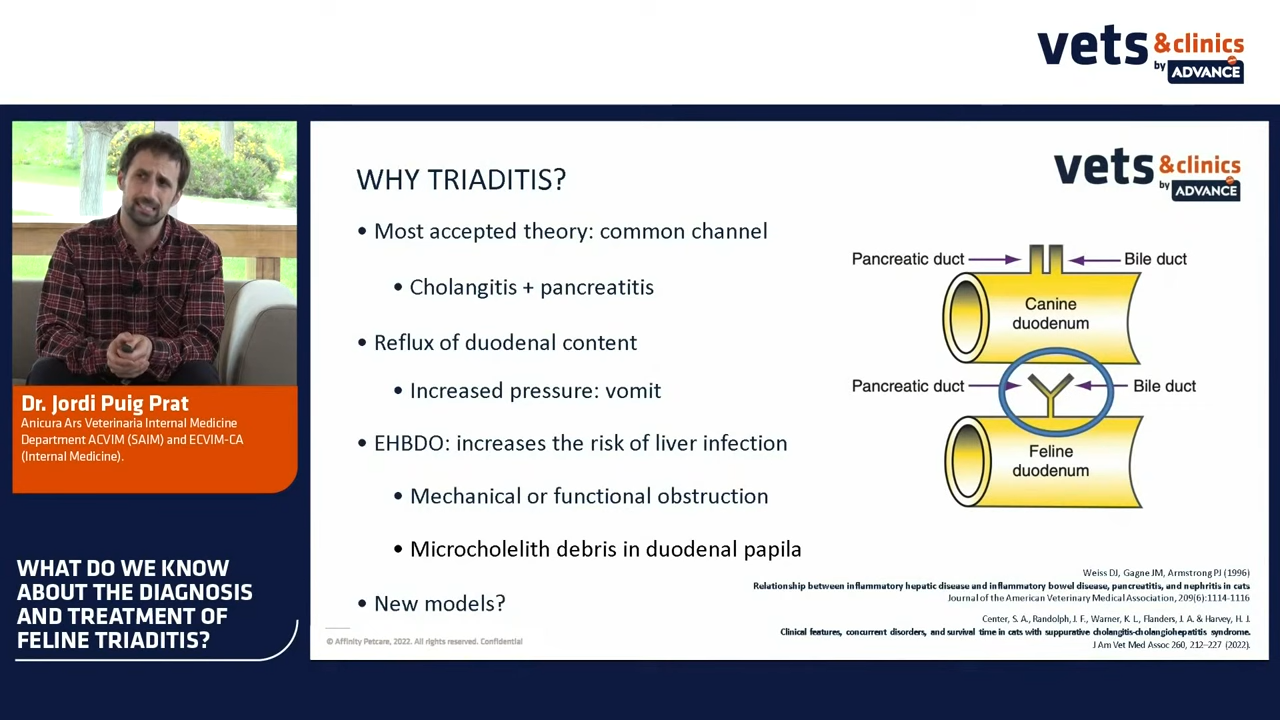 vets &clinics
by ADVANCE
vets &clinics
by ADVANCE
WHY TRIADITIS?
• Most accepted theory: common channel
• Cholangitis + pancreatitis
• Reflux of duodenal content
• Increased pressure: vomit
• EHBDO: increases the risk of liver infection
• Mechanical or functional obstruction
• Microcholelith debris in duodenal papila
• New models?
Pancreatic duct
Bile duct
Canine
duodenum
Pancreatic duct
Bile duct
Feline
duodenum
Weiss DJ, Gagne JM, Armstrong PJ (1996)
Relationship between inflammatory hepatic disease and inflammatory bowel disease, pancreatitis, and nephritis in cats
Journal of the American Veterinary Medical Association, 209(6):1114-1116
Center, S. A., Randolph, J. F., Warner, K. L., Flanders, J. A. & Harvey, H. J.
Clinical features, concurrent disorders, and survival time in cats with suppurative cholangitis-cholangiohepatitis syndrome.
J Am Vet Med Assoc 260, 212–227 (2022).
© Affinity Petcare, 2022. All rights reserved. Confidential
Dr. Jordi Puig Prat
Anicura Ars Veterinaria Internal Medicine
Department ACVIM (SAIM) and ECVIM-CA
(Internal Medicine).
WHAT DO WE KNOW
ABOUT THE DIAGNOSIS
AND TREATMENT OF
FELINE TRIADITIS?